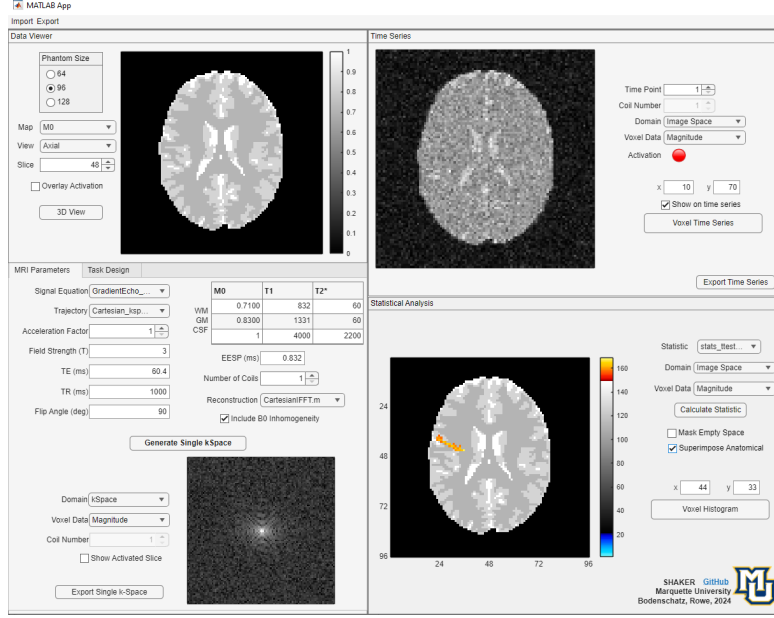 MATLAB App
Import Export
Data Viewer
Phantom Size
64
96
128
Map M0
View Axial
Slice 48
Overlay Activation
3D View
1
0.9
0.8
0.7
0.6
0.5
0.4
0.3
0.2
0.1
0
Time Series
Time Point 1
Coil Number 1
Domain Image Space
Voxel Data Magnitude
Activation
x 10 y 70
Show on time series
Voxel Time Series
Export Time Series
MRI Parameters Task Design
Signal Equation GradientEcho_...
Trajectory Cartesian_ksp...
Acceleration Factor 1
Field Strength (T) 3
TE (ms) 60.4
TR (ms) 1000
Flip Angle (deg) 90
M0 T1 T2*
WM 0.7100 832 60
GM 0.8300 1331 60
CSF 1 4000 2200
EESP (ms) 0.832
Number of Coils 1
Reconstruction CartesianIFFT.m
Include B0 Inhomogeneity
Generate Single kSpace
Domain kSpace
Voxel Data Magnitude
Coil Number 1
Show Activated Slice
Export Single k-Space
Statistical Analysis
24
48
72
96
24 48 72 96
160
140
120
100
80
60
40
20
Statistic stats_ttest...
Domain Image Space
Voxel Data Magnitude
Calculate Statistic
Mask Empty Space
Superimpose Anatomical
x 44 y 33
Voxel Histogram
SHAKER GitHub
Marquette University
Bodenschatz, Rowe, 2024
MU